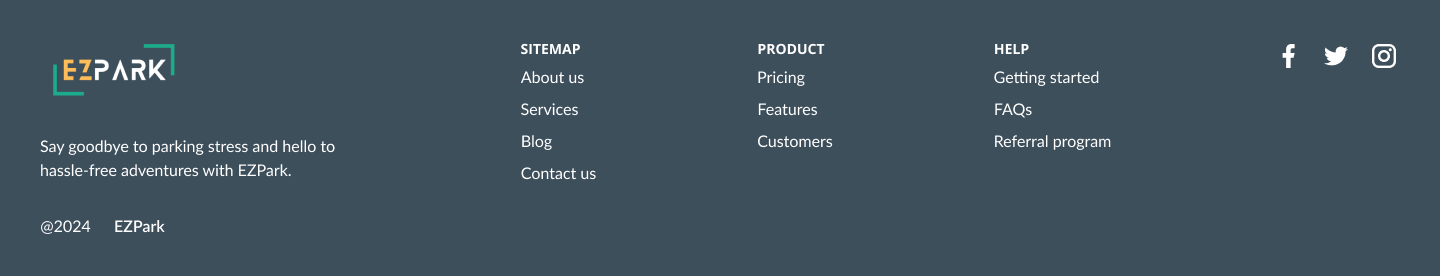 EZPARK
Say goodbye to parking stress and hello to
hassle-free adventures with EZPark.
@2024 EZPark
SITEMAP
About us
Services
Blog
Contact us
PRODUCT
Pricing
Features
Customers
HELP
Getting started
FAQs
Referral program